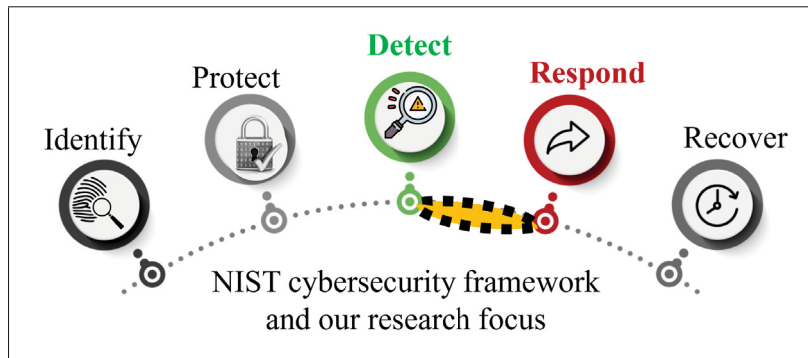 Identify
Protect
Detect
Respond
Recover
NIST cybersecurity framework
and our research focus